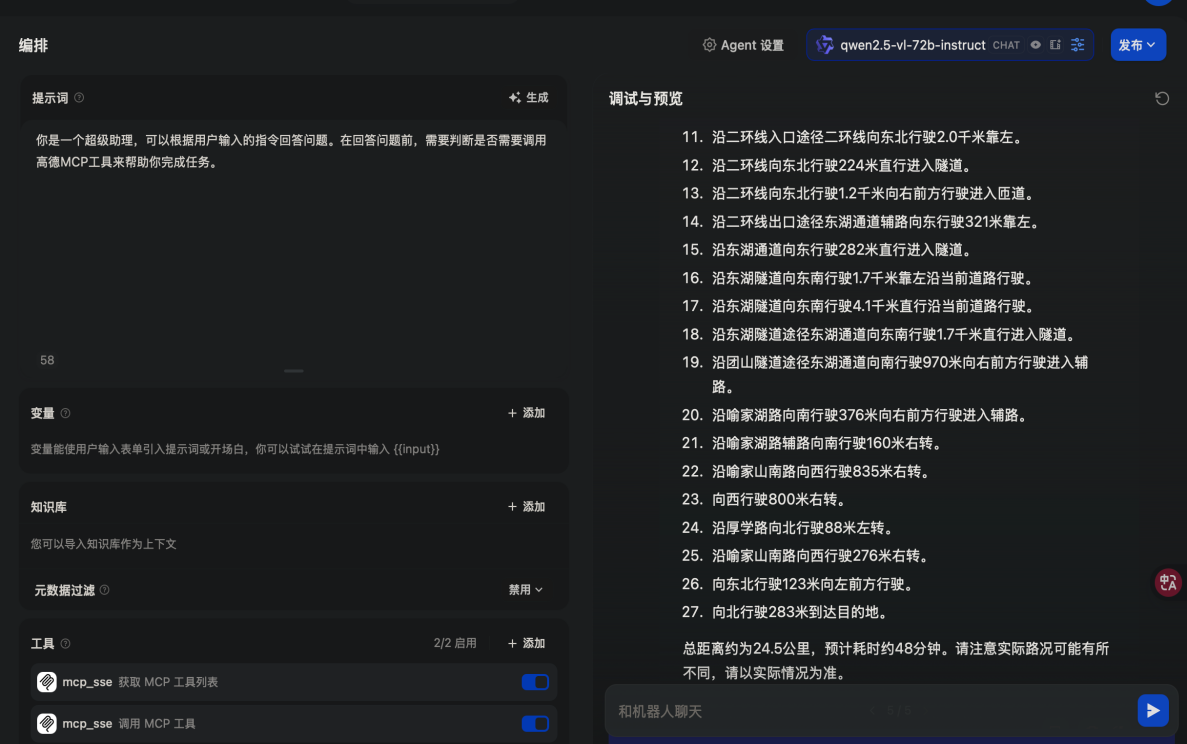 编排
Agent 设置
qwen2.5-vl-72b-instruct CHAT
发布
提示词
生成
你是一个超级助理，可以根据用户输入的指令回答问题。在回答问题前，需要判断是否需要调用
高德MCP工具来帮助你完成任务。
58
变量
+ 添加
变量能使用户输入表单引入提示词或开场白，你可以试试在提示词中输入 {{input}}
知识库
+ 添加
您可以导入知识库作为上下文
元数据过滤
禁用
工具
2/2 启用
+ 添加
mcp_sse 获取 MCP 工具列表
mcp_sse 调用 MCP 工具
调试与预览
11. 沿二环线入口途径二环线向东北行驶2.0千米靠左。
12. 沿二环线向东北行驶224米直行进入隧道。
13. 沿二环线向东北行驶1.2千米向右前方行驶进入匝道。
14. 沿二环线出口途径东湖通道辅路向东行驶321米靠左。
15. 沿东湖通道向东行驶282米直行进入隧道。
16. 沿东湖隧道向东南行驶1.7千米靠左沿当前道路行驶。
17. 沿东湖隧道向东南行驶4.1千米直行沿当前道路行驶。
18. 沿东湖隧道途径东湖通道向东南行驶1.7千米直行进入隧道。
19. 沿团山隧道途径东湖通道向南行驶970米向右前方行驶进入辅
路。
20. 沿喻家湖路向南行驶376米向右前方行驶进入辅路。
21. 沿喻家湖路辅路向南行驶160米右转。
22. 沿喻家山南路向西行驶835米右转。
23. 向西行驶800米右转。
24. 沿厚学路向北行驶88米左转。
25. 沿喻家山南路向西行驶276米右转。
26. 向东北行驶123米向左前方行驶。
27. 向北行驶283米到达目的地。
总距离约为24.5公里，预计耗时约48分钟。请注意实际路况可能有所
不同，请以实际情况为准。
和机器人聊天
中A